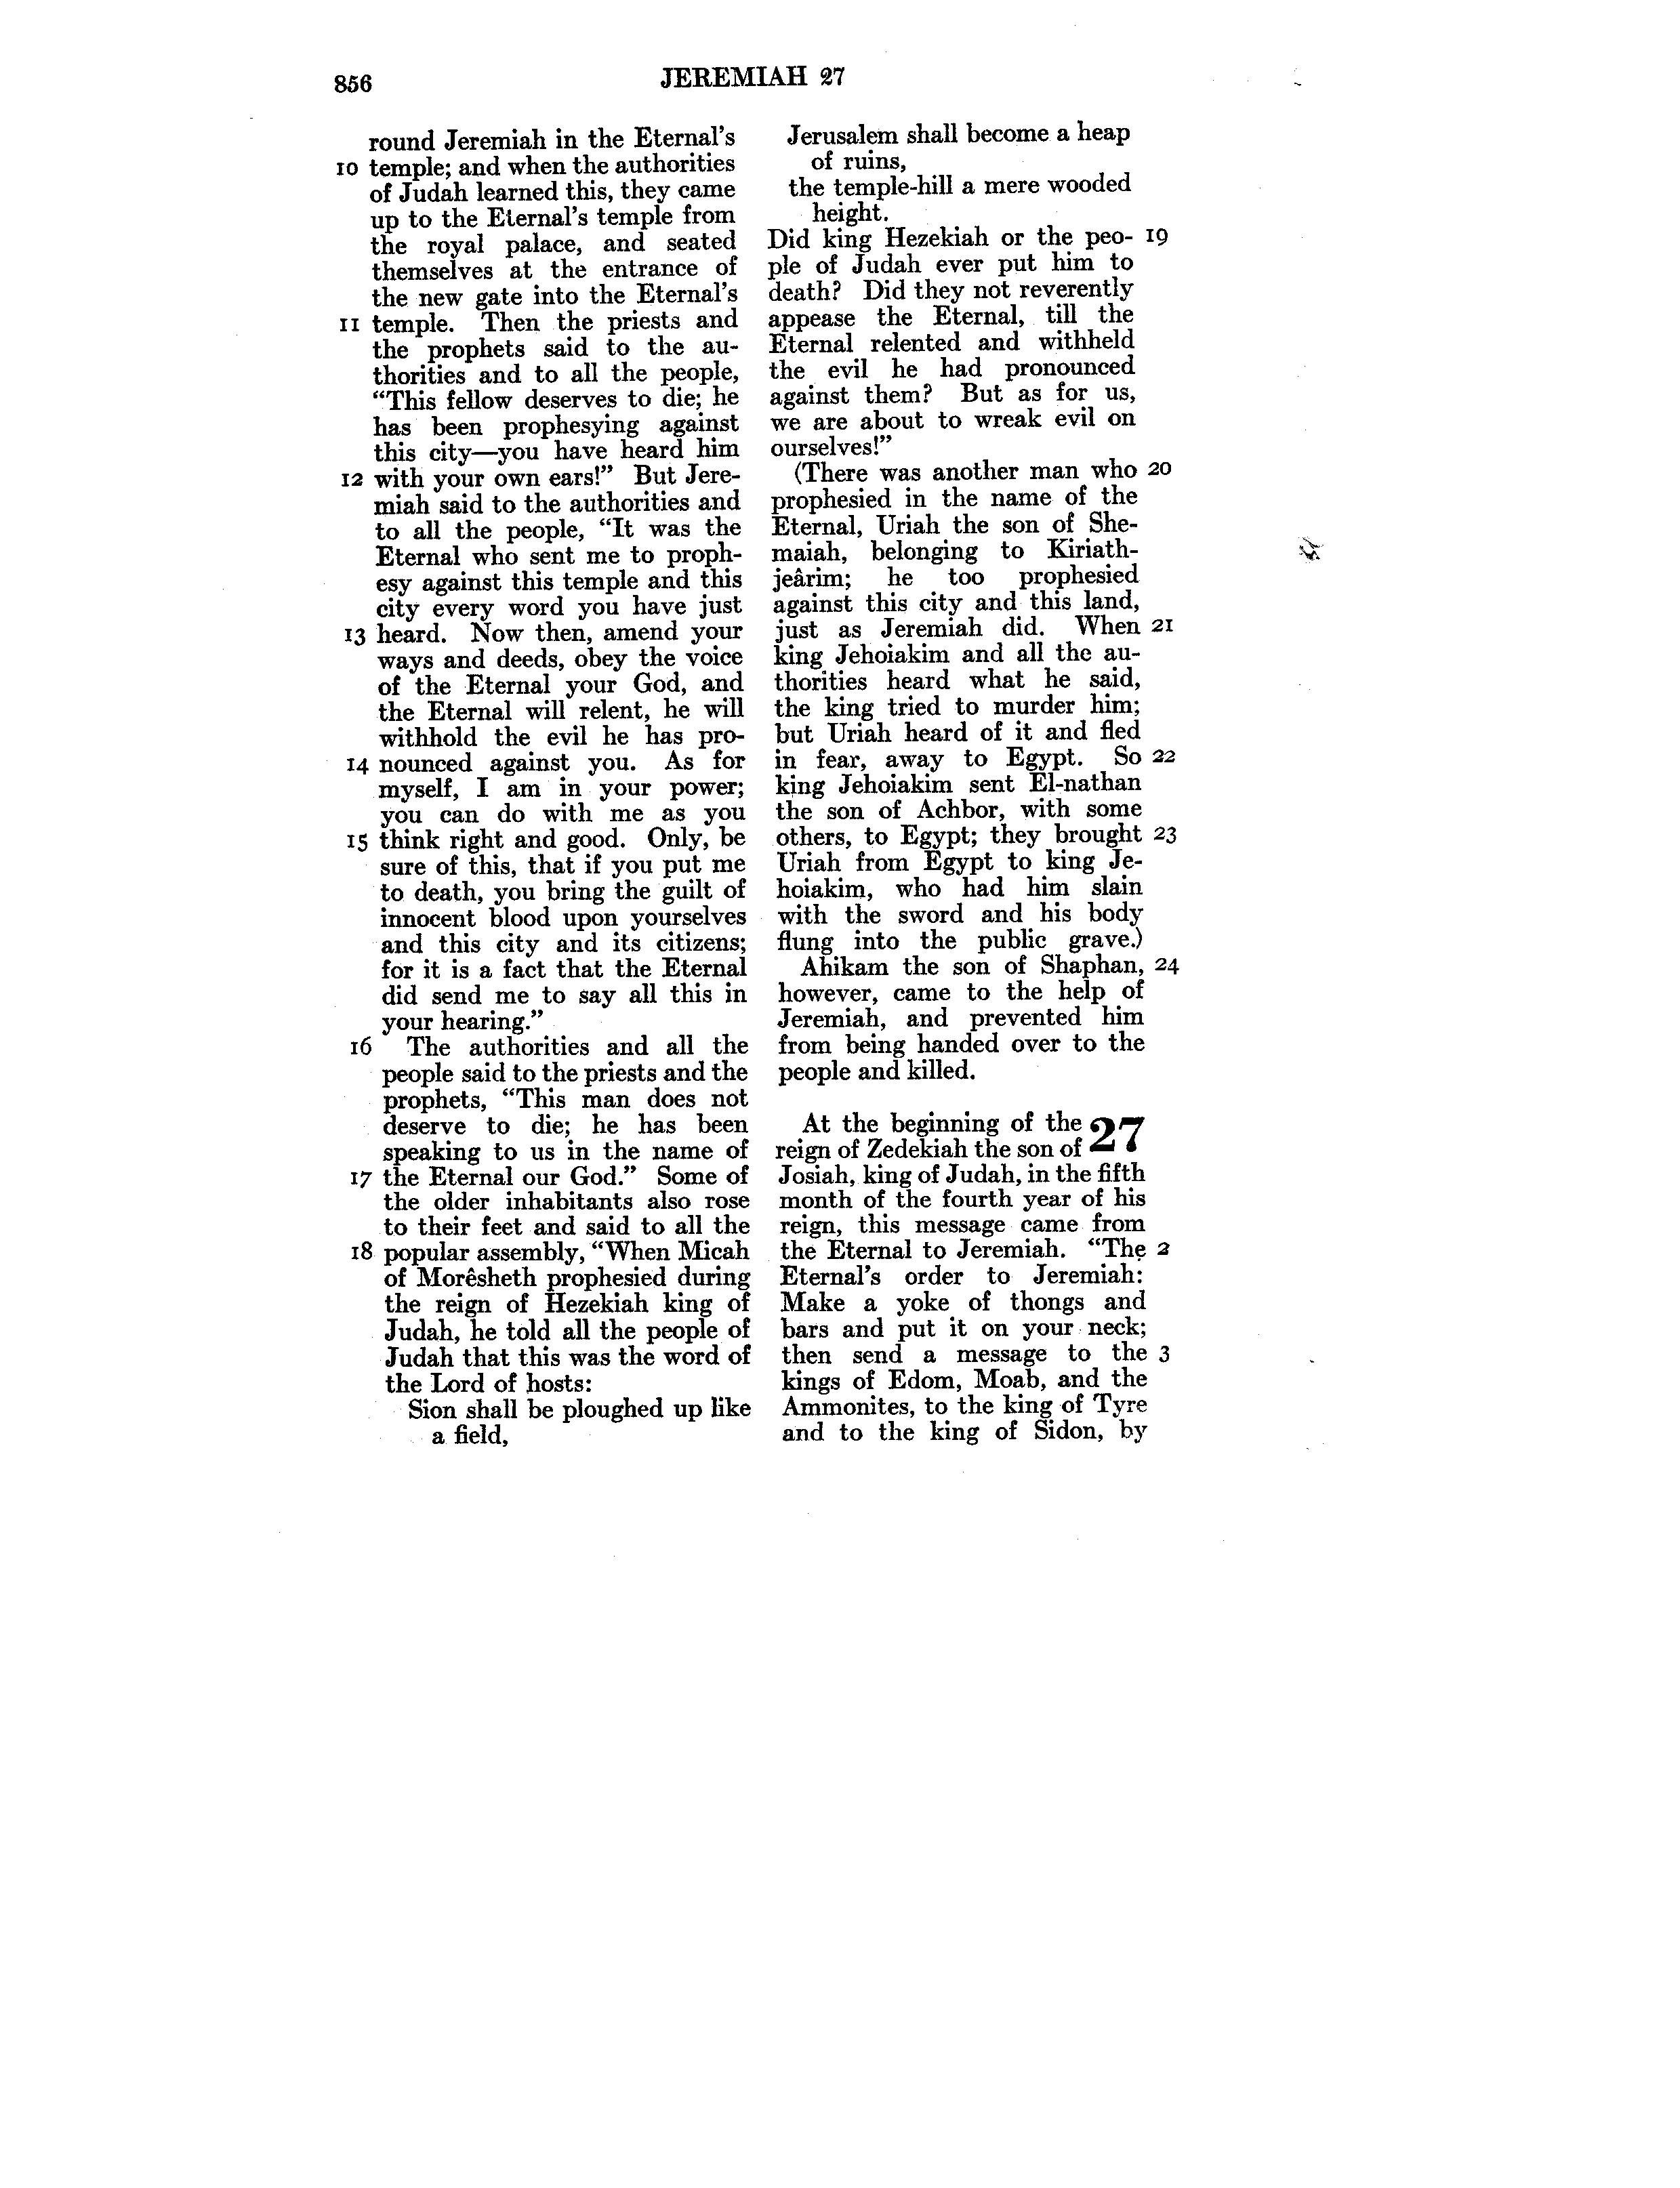 856
JEREMIAH 27
round Jeremiah in the Eternal's
10 temple; and when the authorities
of Judah learned this, they came
up to the Eternal's temple from
the royal palace, and seated
themselves at the entrance of
the new gate into the Eternal's
11 temple. Then the priests and
the prophets said to the au-
thorities and to all the people,
“This fellow deserves to die; he
has been prophesying against
this city—you have heard him
12 with your own ears!” But Jere-
miah said to the authorities and
to all the people, “It was the
Eternal who sent me to proph-
esy against this temple and this
city every word you have just
13 heard. Now then, amend your
ways and deeds, obey the voice
of the Eternal your God, and
the Eternal will relent, he will
withhold the evil he has pro-
14 nounced against you. As for
myself, I am in your power;
you can do with me as you
15 think right and good. Only, be
sure of this, that if you put me
to death, you bring the guilt of
innocent blood upon yourselves
and this city and its citizens;
for it is a fact that the Eternal
did send me to say all this in
your hearing.”
16 The authorities and all the
people said to the priests and the
prophets, “This man does not
deserve to die; he has been
speaking to us in the name of
17 the Eternal our God.” Some of
the older inhabitants also rose
to their feet and said to all the
18 popular assembly, “When Micah
of Morêsheth prophesied during
the reign of Hezekiah king of
Judah, he told all the people of
Judah that this was the word of
the Lord of hosts:
Sion shall be ploughed up like
a field,
Jerusalem shall become a heap
of ruins,
the temple-hill a mere wooded
height.
Did king Hezekiah or the peo- 19
ple of Judah ever put him to
death? Did they not reverently
appease the Eternal, till the
Eternal relented and withheld
the evil he had pronounced
against them? But as for us,
we are about to wreak evil on
ourselves!”
(There was another man who 20
prophesied in the name of the
Eternal, Uriah the son of She-
maiah, belonging to Kiriath-
jeârim; he too prophesied
against this city and this land,
just as Jeremiah did. When 21
king Jehoiakim and all the au-
thorities heard what he said,
the king tried to murder him;
but Uriah heard of it and fled
in fear, away to Egypt. So 22
king Jehoiakim sent El-nathan
the son of Achbor, with some
others, to Egypt; they brought 23
Uriah from Egypt to king Je-
hoiakim, who had him slain
with the sword and his body
flung into the public grave.)
Ahikam the son of Shaphan, 24
however, came to the help of
Jeremiah, and prevented him
from being handed over to the
people and killed.
At the beginning of the 27
reign of Zedekiah the son of
Josiah, king of Judah, in the fifth
month of the fourth year of his
reign, this message came from
the Eternal to Jeremiah. “The 2
Eternal's order to Jeremiah:
Make a yoke of thongs and
bars and put it on your neck;
then send a message to the 3
kings of Edom, Moab, and the
Ammonites, to the king of Tyre
and to the king of Sidon, by